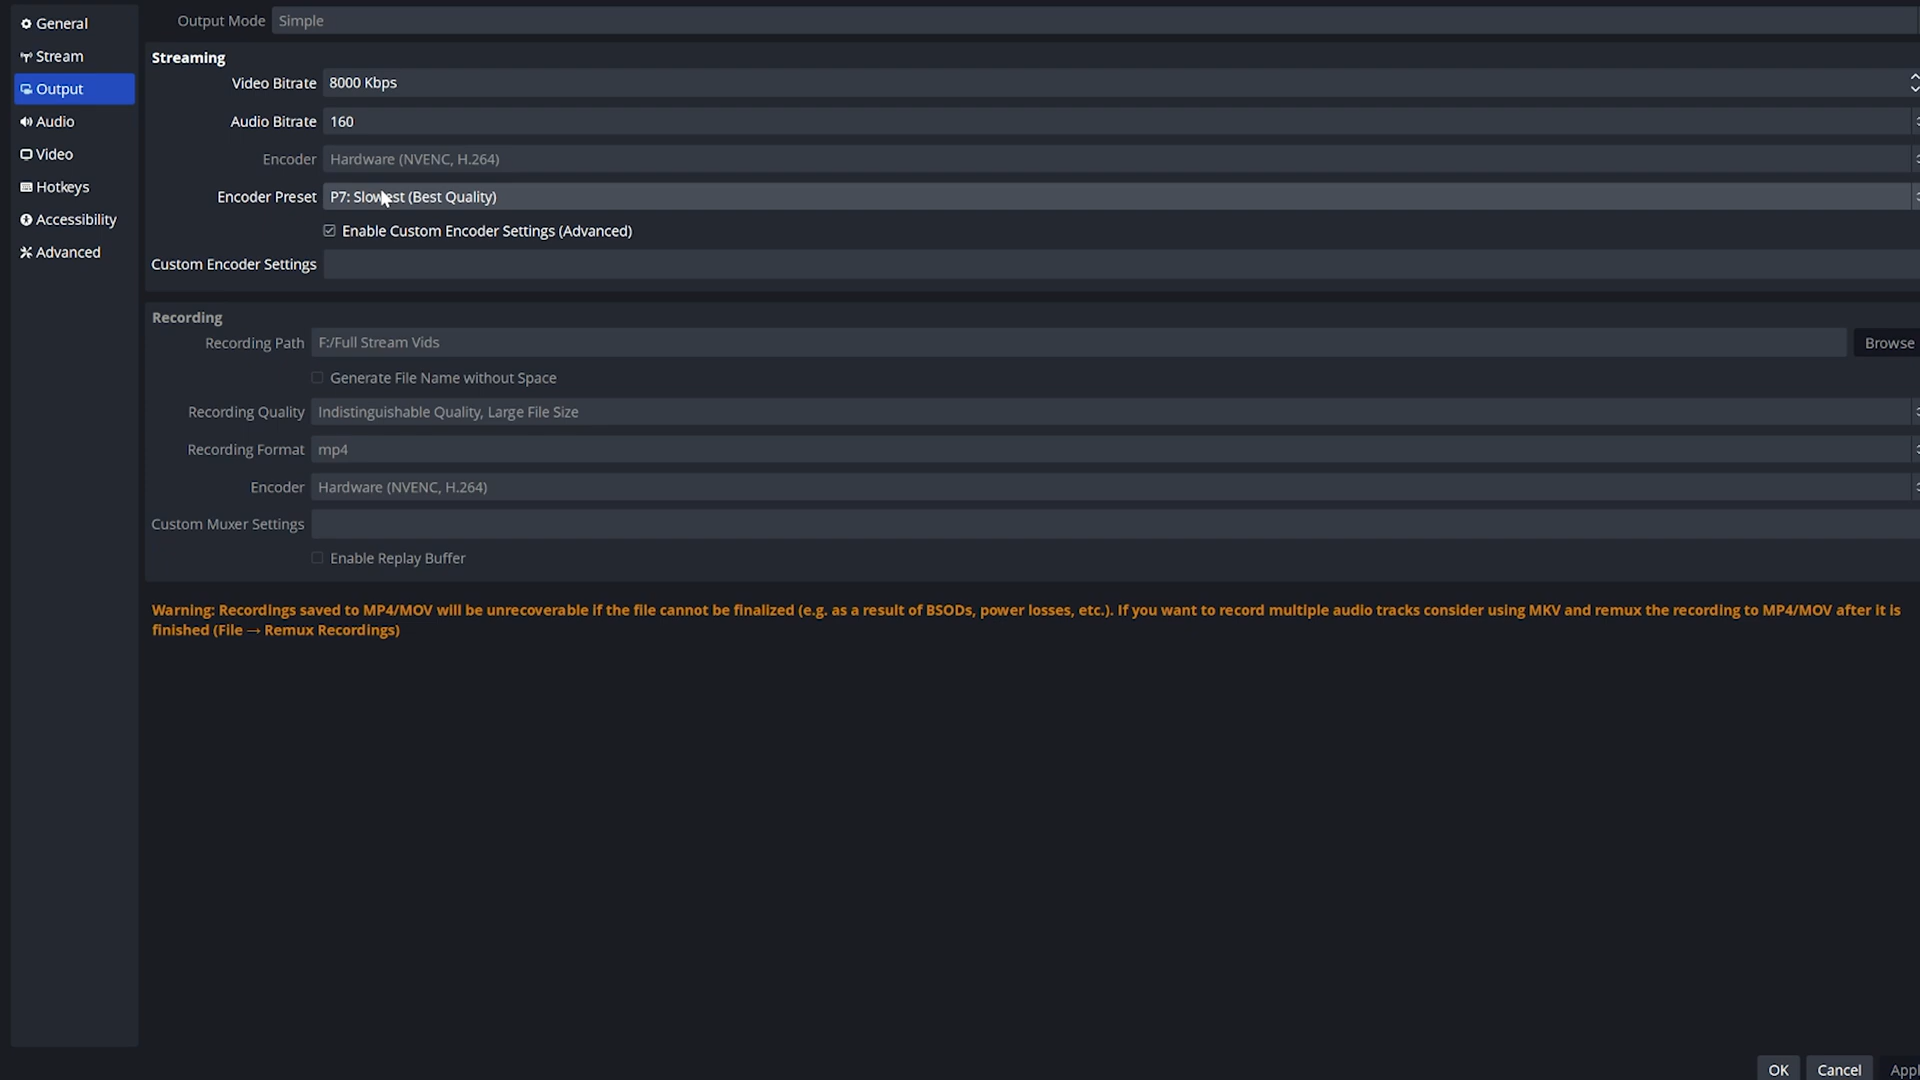 General
Stream
Output
Audio
Video
Hotkeys
Accessibility
Advanced
Output Mode Simple
Streaming
Video Bitrate 8000 Kbps
Audio Bitrate 160
Encoder Hardware (NVENC, H.264)
Encoder Preset P7: Slowest (Best Quality)
Enable Custom Encoder Settings (Advanced)
Custom Encoder Settings
Recording
Recording Path F:/Full Stream Vids Browse
Generate File Name without Space
Recording Quality Indistinguishable Quality, Large File Size
Recording Format mp4
Encoder Hardware (NVENC, H.264)
Custom Muxer Settings
Enable Replay Buffer
Warning: Recordings saved to MP4/MOV will be unrecoverable if the file cannot be finalized (e.g. as a result of BSODs, power losses, etc.). If you want to record multiple audio tracks consider using MKV and remux the recording to MP4/MOV after it is
finished (File → Remux Recordings)
OK Cancel Appl